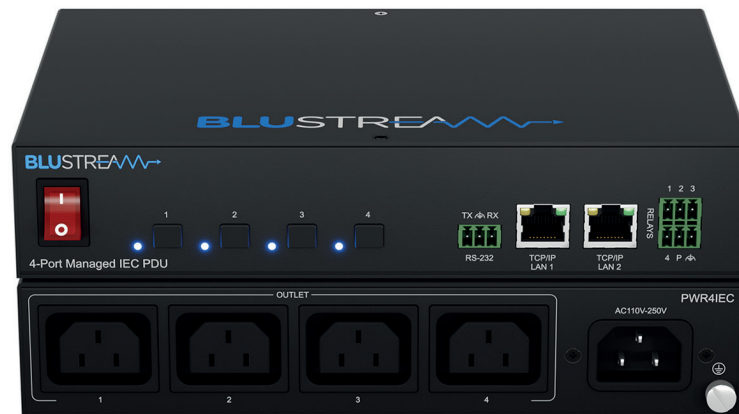 BLUSTREAM
BLUSTREAM
I
O
1 2 3 4
TX RX
RS-232
TCP/IP
LAN 1
TCP/IP
LAN 2
1 2 3
RELAYS
4 P
4-Port Managed IEC PDU
OUTLET
PWR4IEC
AC110V-250V
1 2 3 4